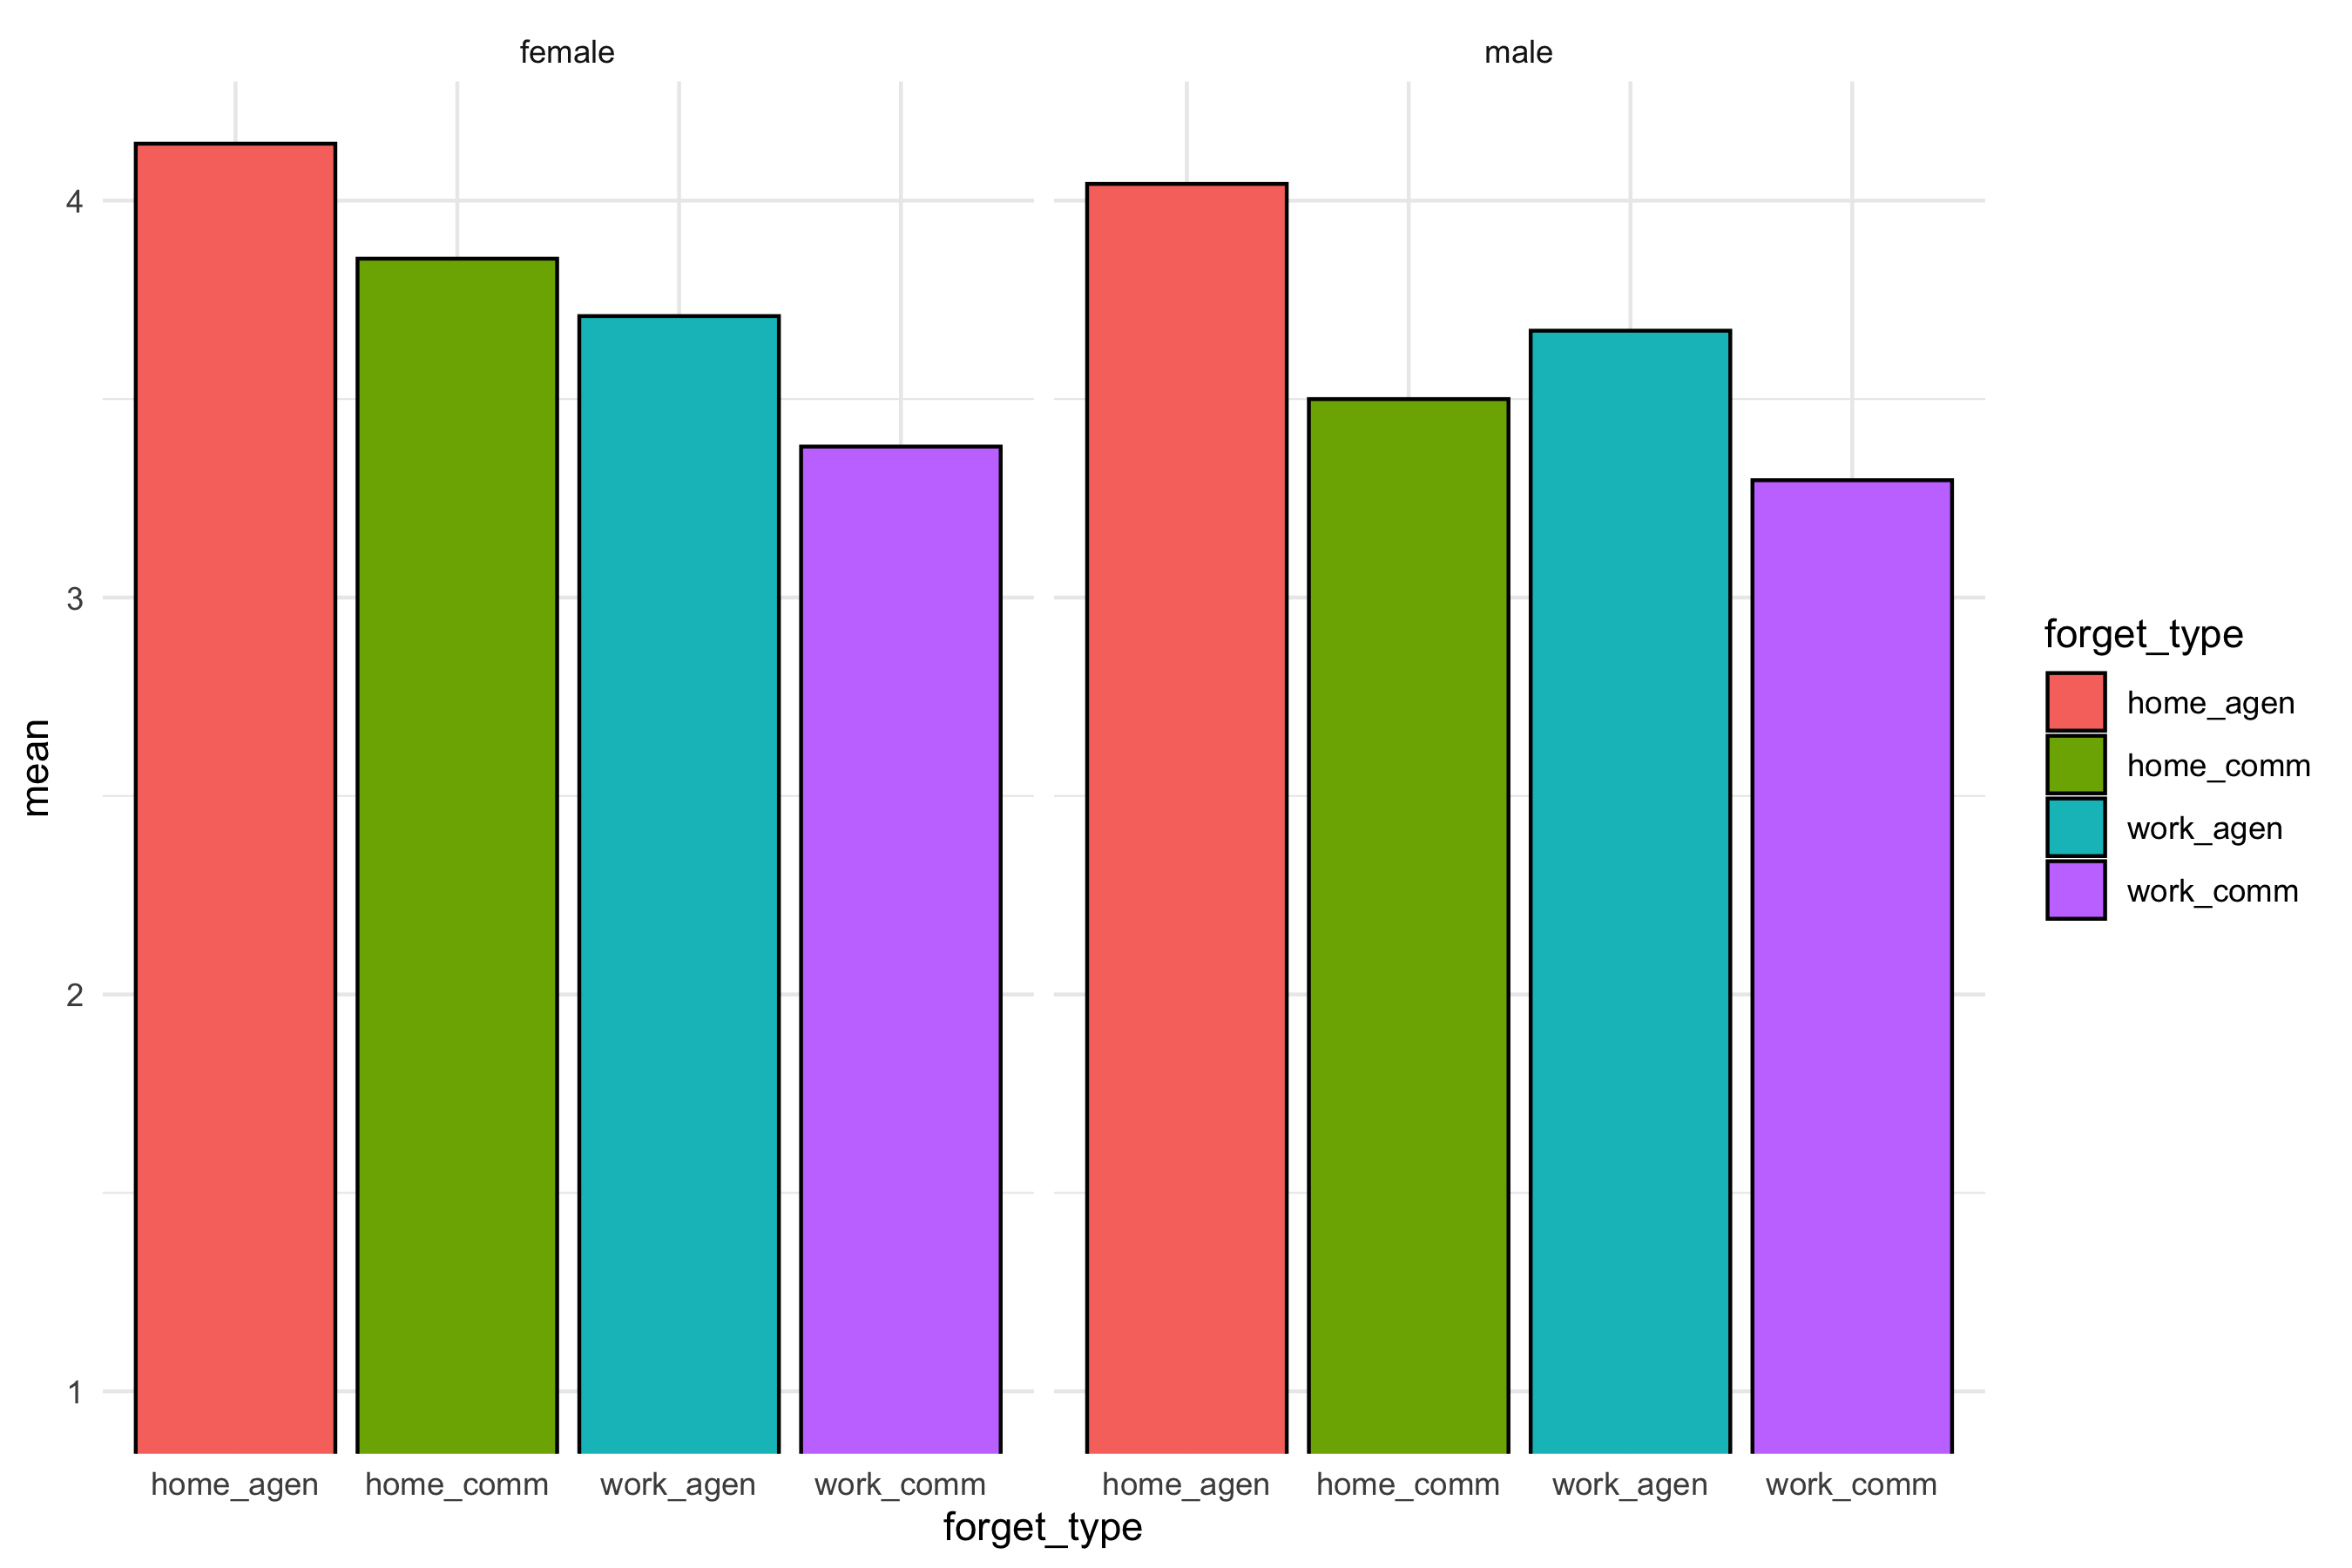 female
male
4
3
2
1
mean
home_agen
home_comm
work_agen
work_comm
home_agen
home_comm
work_agen
work_comm
forget_type
forget_type
home_agen
home_comm
work_agen
work_comm